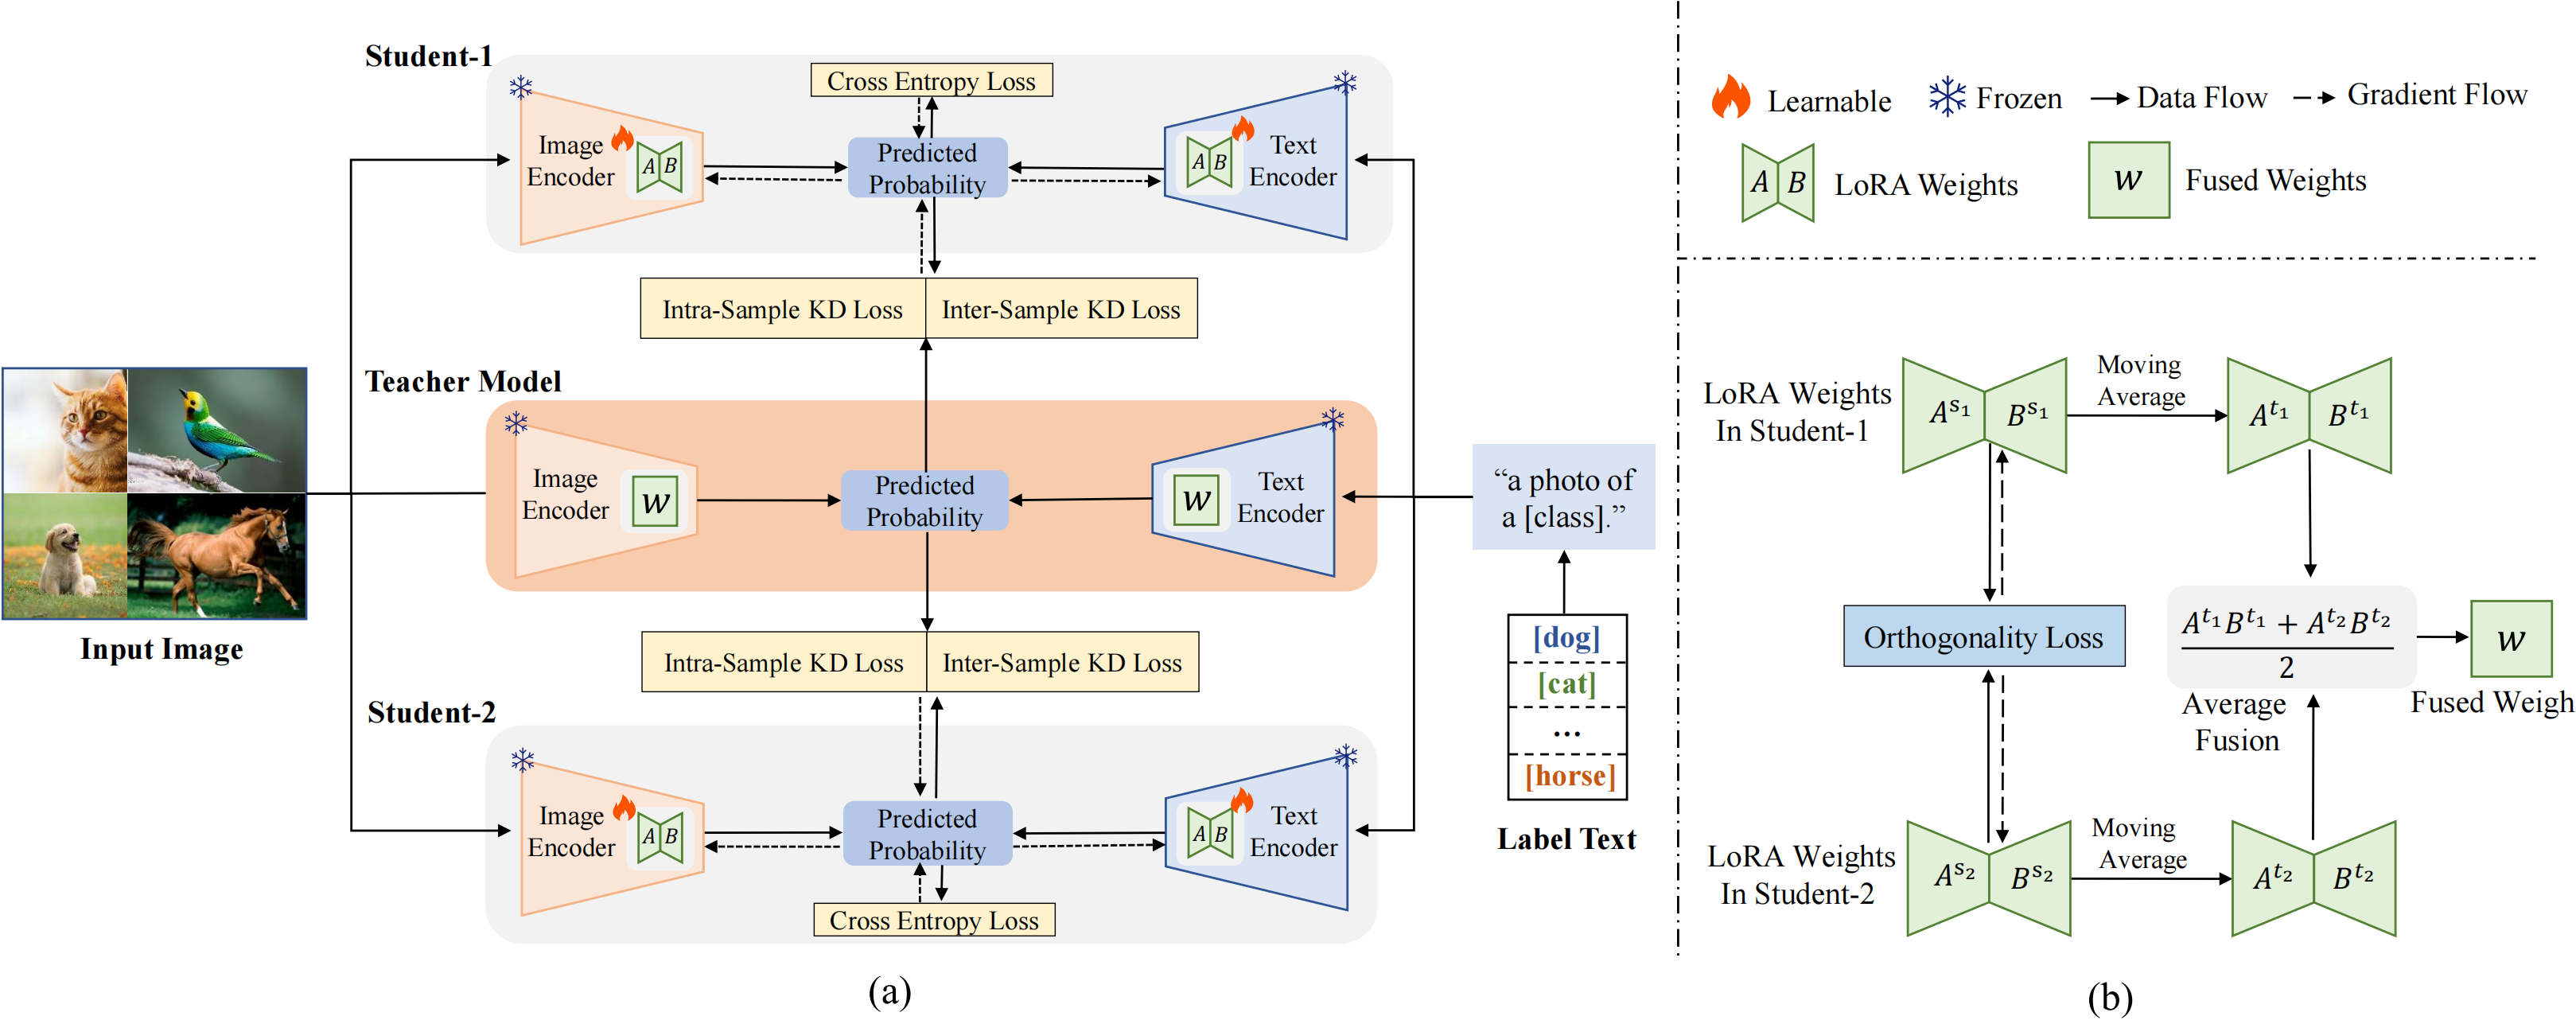 Student-1
Cross Entropy Loss
Image
Encoder
A B
Predicted
Probability
A B
Text
Encoder
Intra-Sample KD Loss
Inter-Sample KD Loss
Teacher Model
Image
Encoder
w
Predicted
Probability
w
Text
Encoder
Intra-Sample KD Loss
Inter-Sample KD Loss
Student-2
Image
Encoder
A B
Predicted
Probability
A B
Text
Encoder
Cross Entropy Loss
Input Image
“a photo of
a [class].”
[dog]
[cat]
...
[horse]
Label Text
(a)
Learnable
Frozen
Data Flow
Gradient Flow
A B
LoRA Weights
w
Fused Weights
LoRA Weights
In Student-1
A^{s_1} B^{s_1}
Moving
Average
A^{t_1} B^{t_1}
Orthogonality Loss
A^{t_1}B^{t_1} + A^{t_2}B^{t_2}
2
Average
Fusion
w
Fused Weigh
LoRA Weights
In Student-2
A^{s_2} B^{s_2}
Moving
Average
A^{t_2} B^{t_2}
(b)